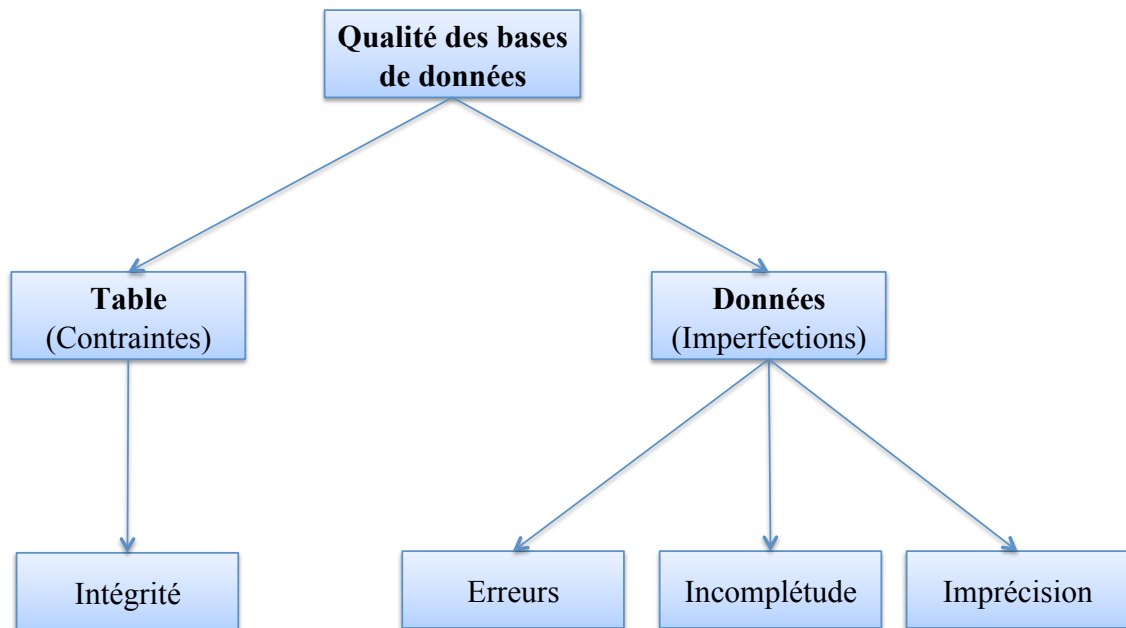 Qualité des bases
de données
Table
(Contraintes)
Données
(Imperfections)
Intégrité
Erreurs
Incomplétude
Imprécision